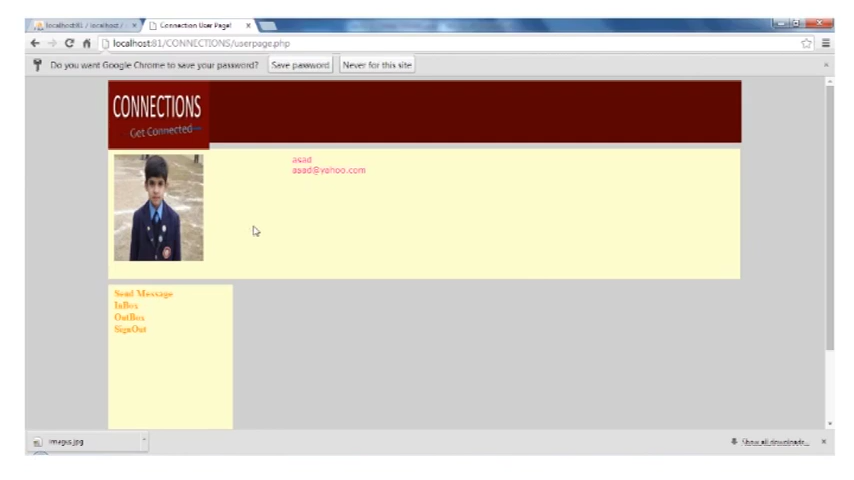 localhost:81 / localhost /
Connection User Page!
localhost:81/CONNECTIONS/userpage.php
Do you want Google Chrome to save your password? Save password Never for this site
CONNECTIONS
Get Connected
asad
asad@yahoo.com
Send Message
InBox
OutBox
SignOut
images.jpg
Show all downloads...